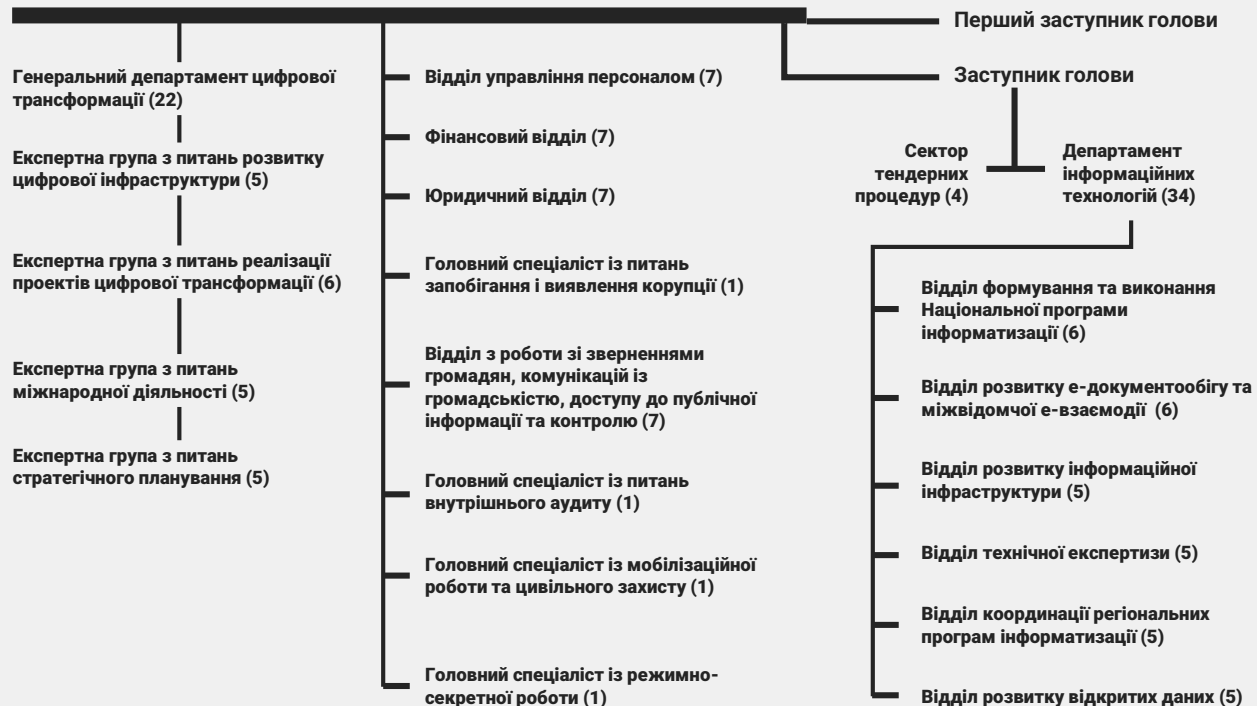 Перший заступник голови
Заступник голови
Генеральний департамент цифрової
трансформації (22)
Експертна група з питань розвитку
цифрової інфраструктури (5)
Експертна група з питань реалізації
проектів цифрової трансформації (6)
Експертна група з питань
міжнародної діяльності (5)
Експертна група з питань
стратегічного планування (5)
Відділ управління персоналом (7)
Фінансовий відділ (7)
Юридичний відділ (7)
Головний спеціаліст із питань
запобігання і виявлення корупції (1)
Відділ з роботи зі зверненнями
громадян, комунікацій із
громадськістю, доступу до публічної
інформації та контролю (7)
Головний спеціаліст із питань
внутрішнього аудиту (1)
Головний спеціаліст із мобілізаційної
роботи та цивільного захисту (1)
Головний спеціаліст із режимно-
секретної роботи (1)
Сектор
тендерних
процедур (4)
Департамент
інформаційних
технологій (34)
Відділ формування та виконання
Національної програми
інформатизації (6)
Відділ розвитку е-документообігу та
міжвідомчої е-взаємодії (6)
Відділ розвитку інформаційної
інфраструктури (5)
Відділ технічної експертизи (5)
Відділ координації регіональних
програм інформатизації (5)
Відділ розвитку відкритих даних (5)